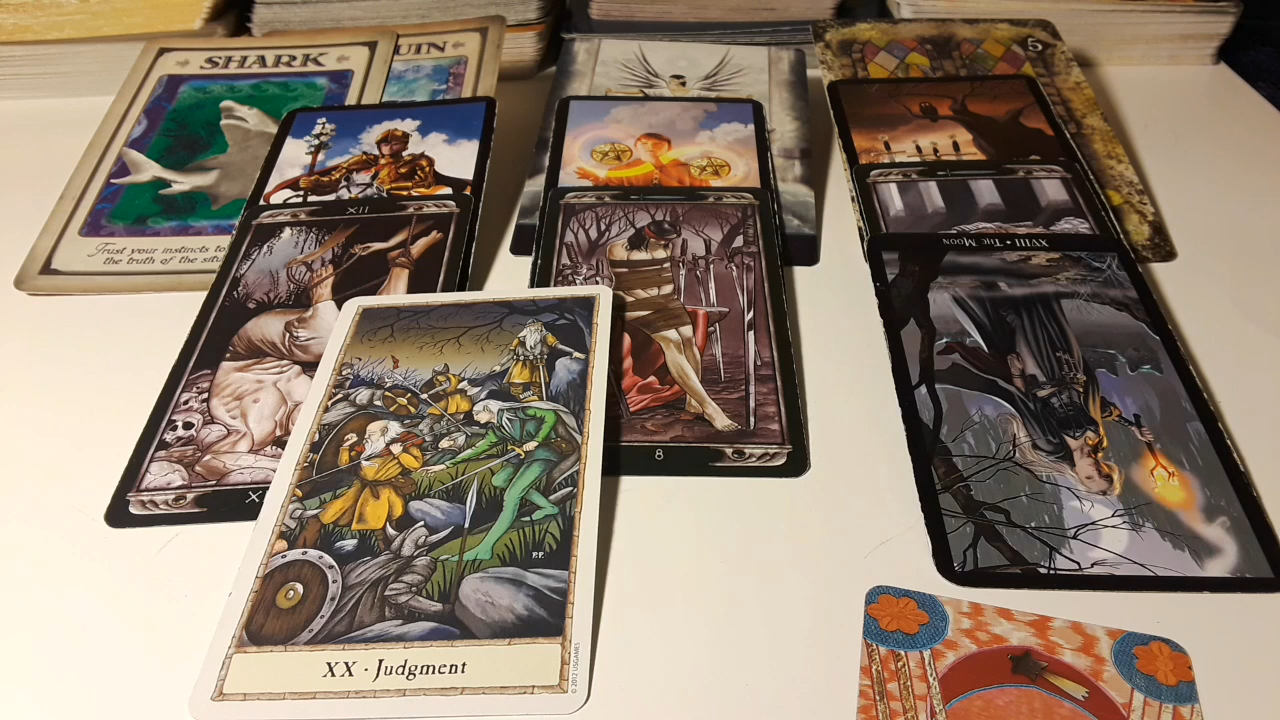 SHARK
UIN
5
Trust your instincts to
the truth of the situ
XII
X
8
XVIII • THE MOON
P.P.
XX • Judgment
© 2012 USGAMES